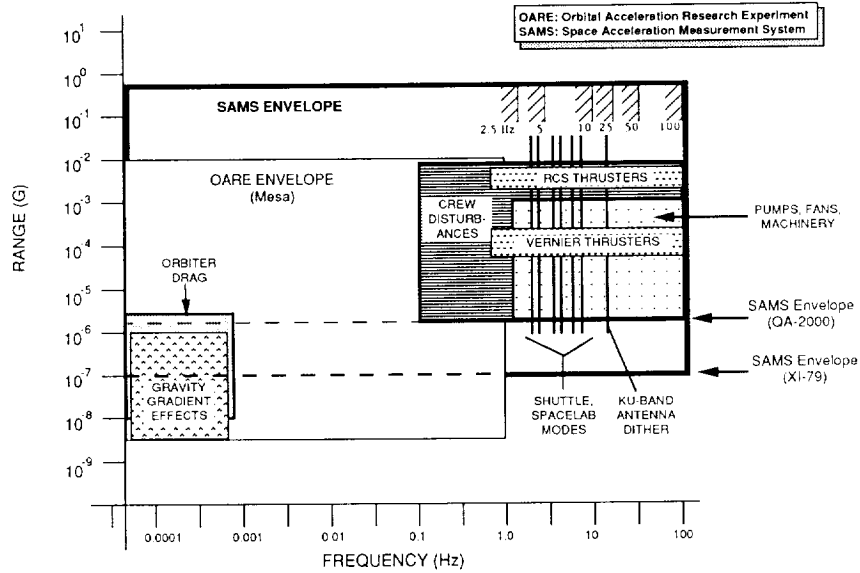 OARE: Orbital Acceleration Research Experiment
SAMS: Space Acceleration Measurement System
RANGE (G)
10^1
10^0
10^-1
10^-2
10^-3
10^-4
10^-5
10^-6
10^-7
10^-8
10^-9
SAMS ENVELOPE
2.5 Hz 5 10 25 50 100
OARE ENVELOPE
(Mesa)
RCS THRUSTERS
CREW
DISTURB-
ANCES
PUMPS, FANS,
MACHINERY
VERNIER THRUSTERS
ORBITER
DRAG
SAMS Envelope
(QA-2000)
SAMS Envelope
(XI-79)
GRAVITY
GRADIENT
EFFECTS
SHUTTLE,
SPACELAB
MODES
KU-BAND
ANTENNA
DITHER
0.0001 0.001 0.01 0.1 1.0 10 100
FREQUENCY (Hz)